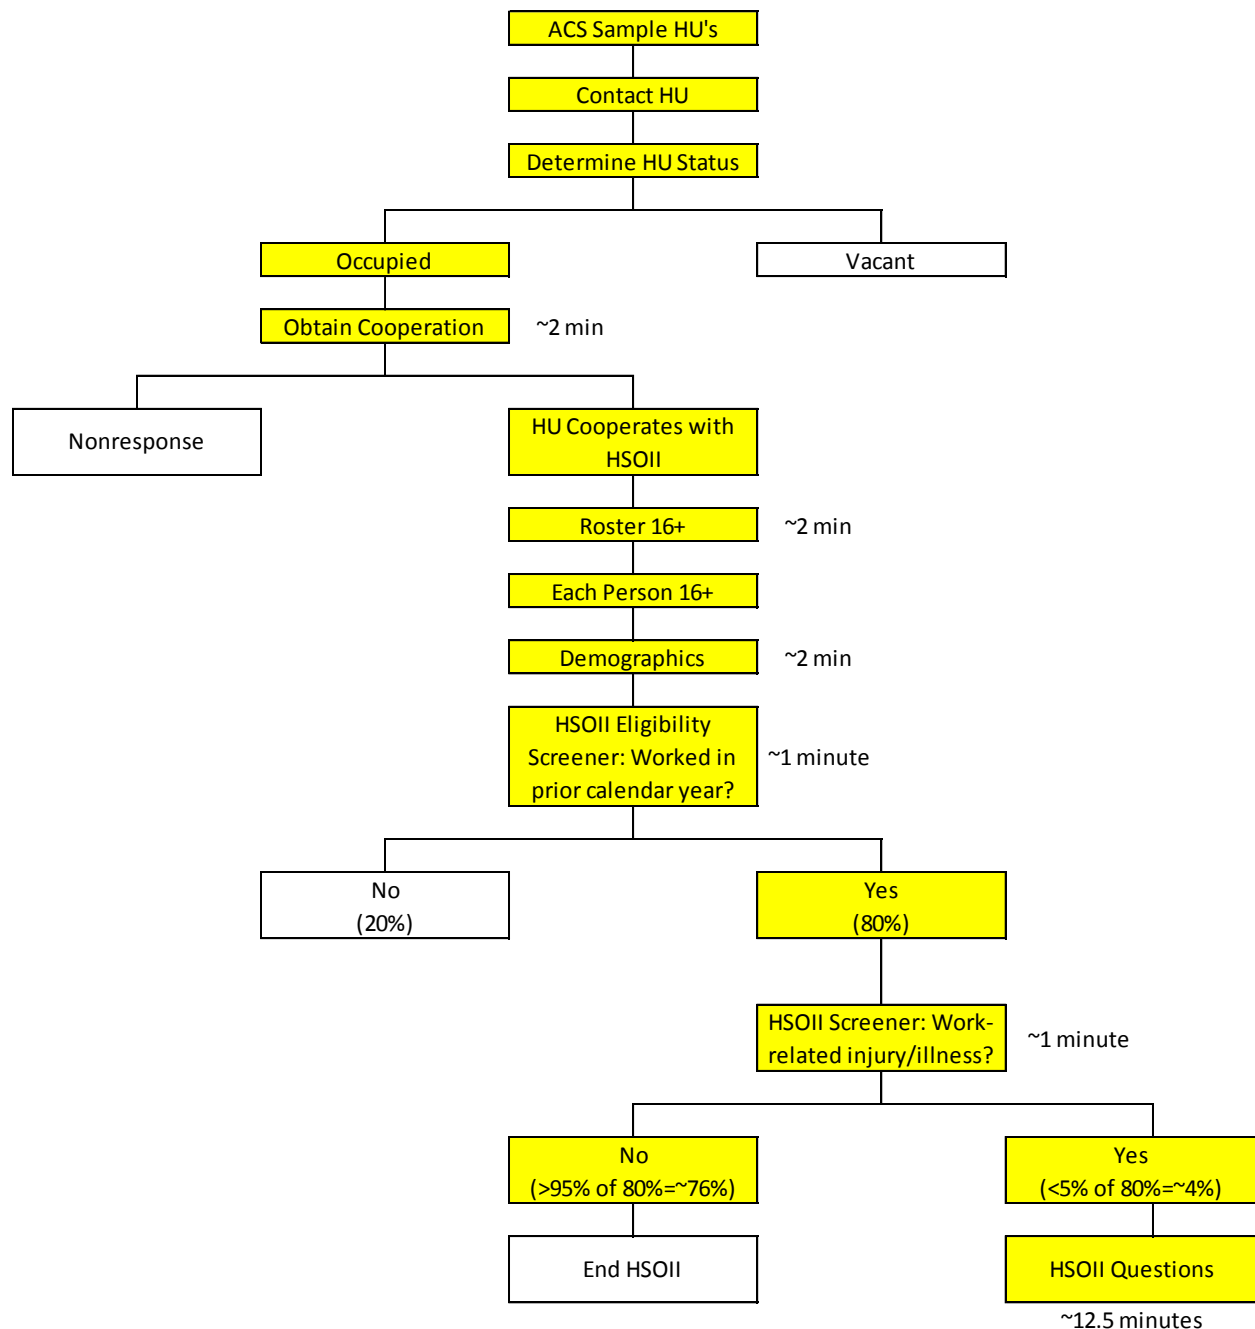 ACS Sample HU's
Contact HU
Determine HU Status
Occupied
Vacant
Obtain Cooperation
~2 min
Nonresponse
HU Cooperates with
HSOII
Roster 16+
~2 min
Each Person 16+
Demographics
~2 min
HSOII Eligibility
Screener: Worked in
prior calendar year?
~1 minute
No
(20%)
Yes
(80%)
HSOII Screener: Work-
related injury/illness?
~1 minute
No
(>95% of 80%=~76%)
Yes
(<5% of 80%=~4%)
End HSOII
HSOII Questions
~12.5 minutes